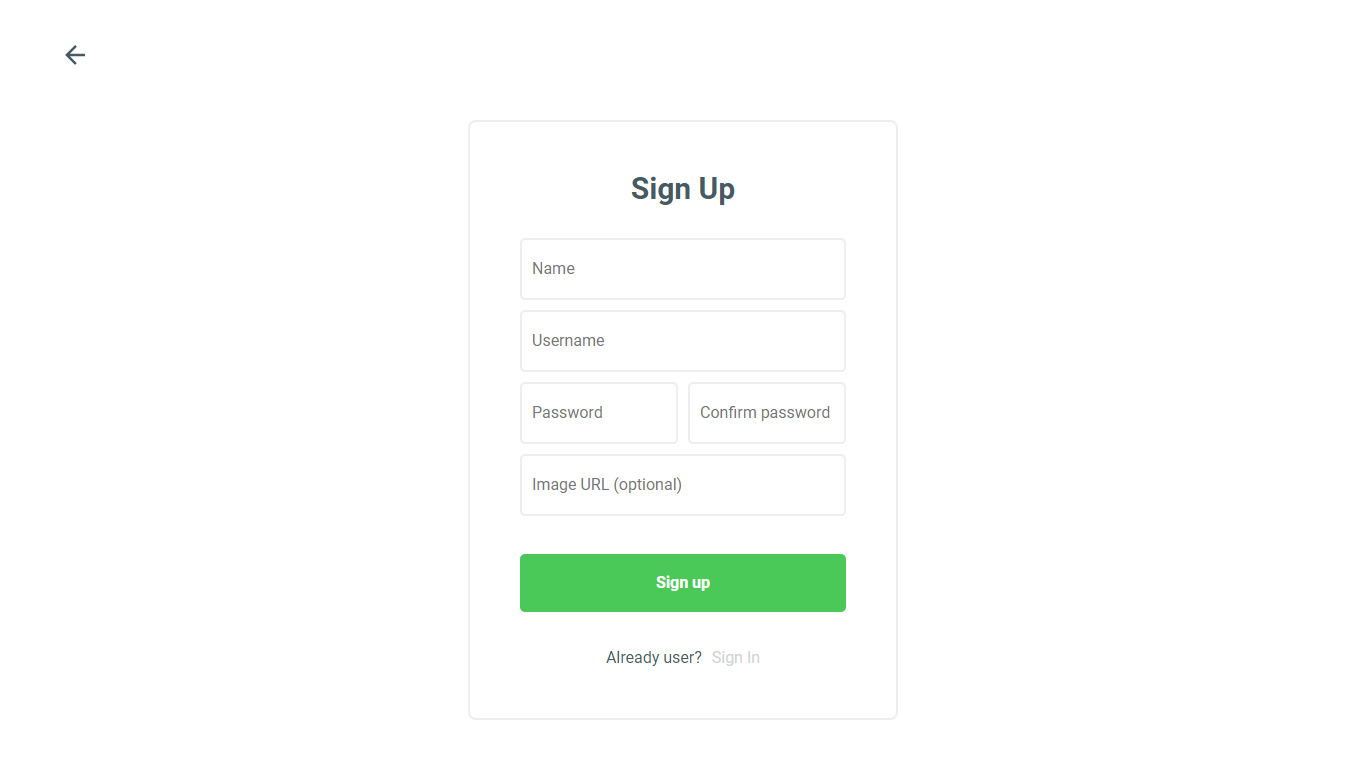 Sign Up
Name
Username
Password Confirm password
Image URL (optional)
Sign up
Already user? Sign In